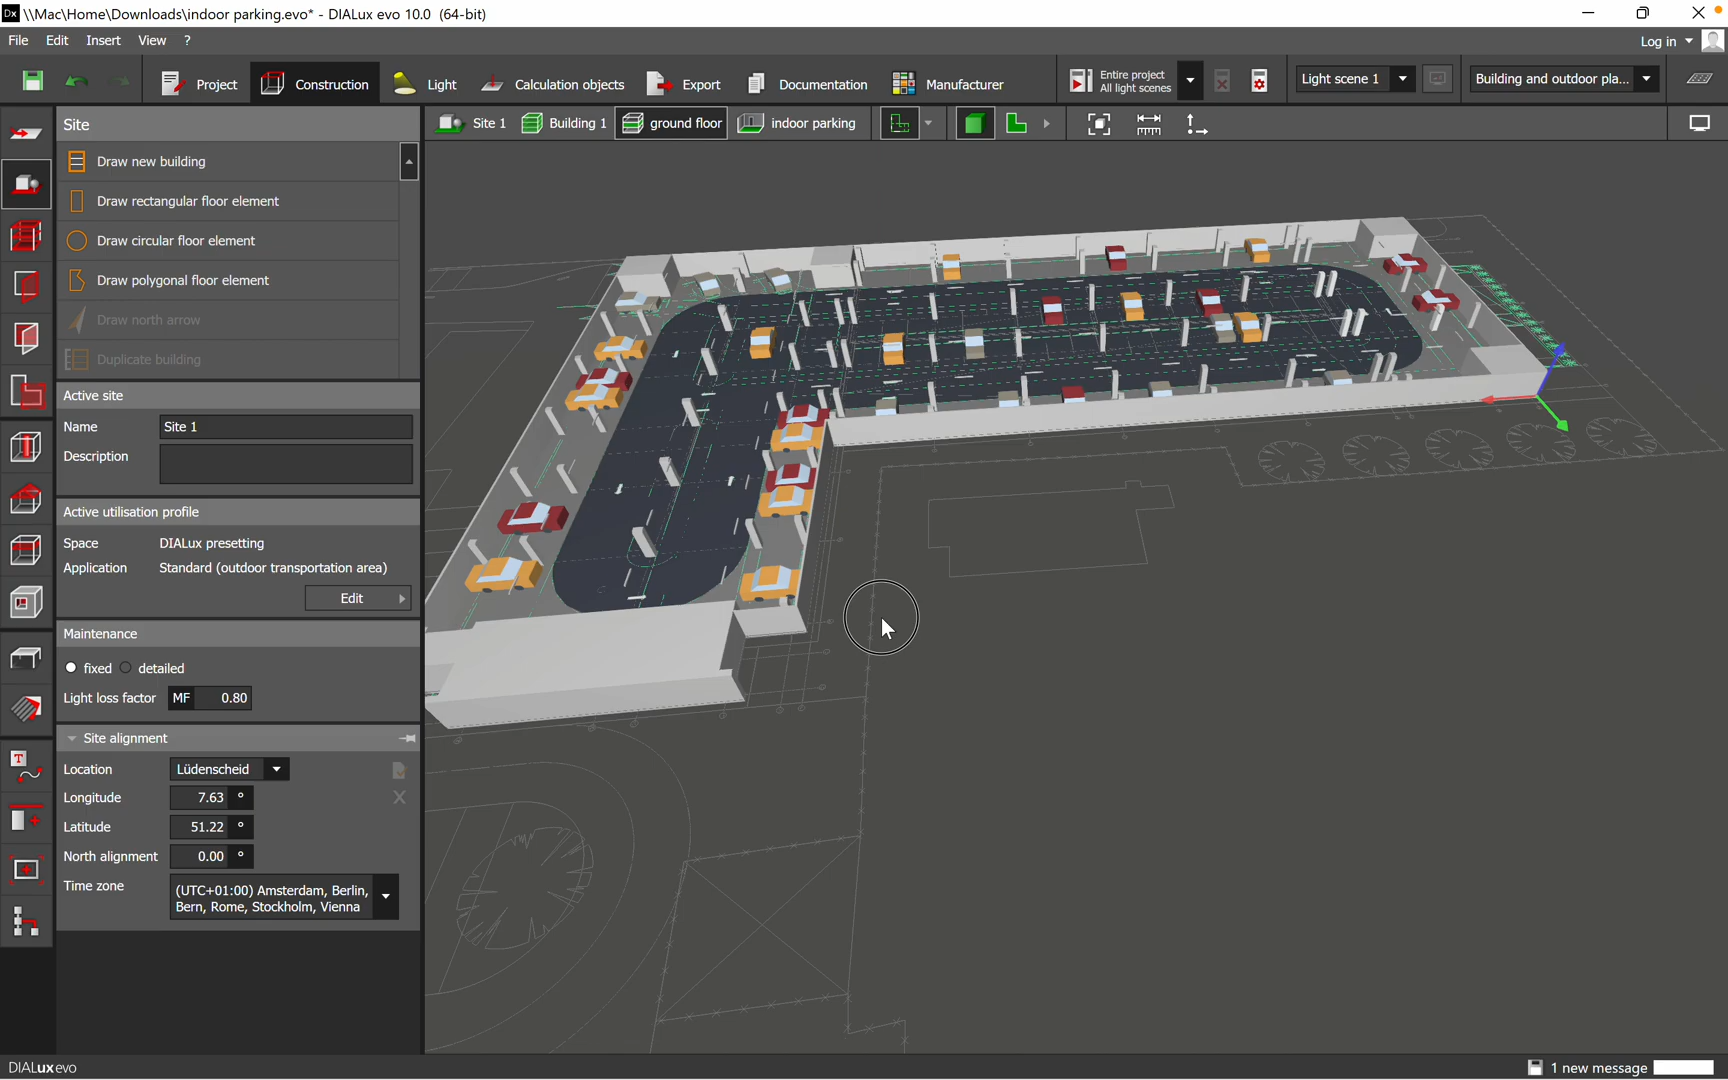 Dx \\Mac\Home\Downloads\indoor parking.evo* - DIALux evo 10.0 (64-bit)
File Edit Insert View ?
Log in
Project Construction Light Calculation objects Export Documentation Manufacturer
Entire project
All light scenes
Light scene 1
Building and outdoor pla...
Site 1 Building 1 ground floor indoor parking
Site
Draw new building
Draw rectangular floor element
Draw circular floor element
Draw polygonal floor element
Draw north arrow
Duplicate building
Active site
Name Site 1
Description
Active utilisation profile
Space DIALux presetting
Application Standard (outdoor transportation area)
Edit
Maintenance
fixed detailed
Light loss factor MF 0.80
Site alignment
Location Lüdenscheid
Longitude 7.63 °
Latitude 51.22 °
North alignment 0.00 °
Time zone (UTC+01:00) Amsterdam, Berlin,
Bern, Rome, Stockholm, Vienna
T
DIALux evo
1 new message